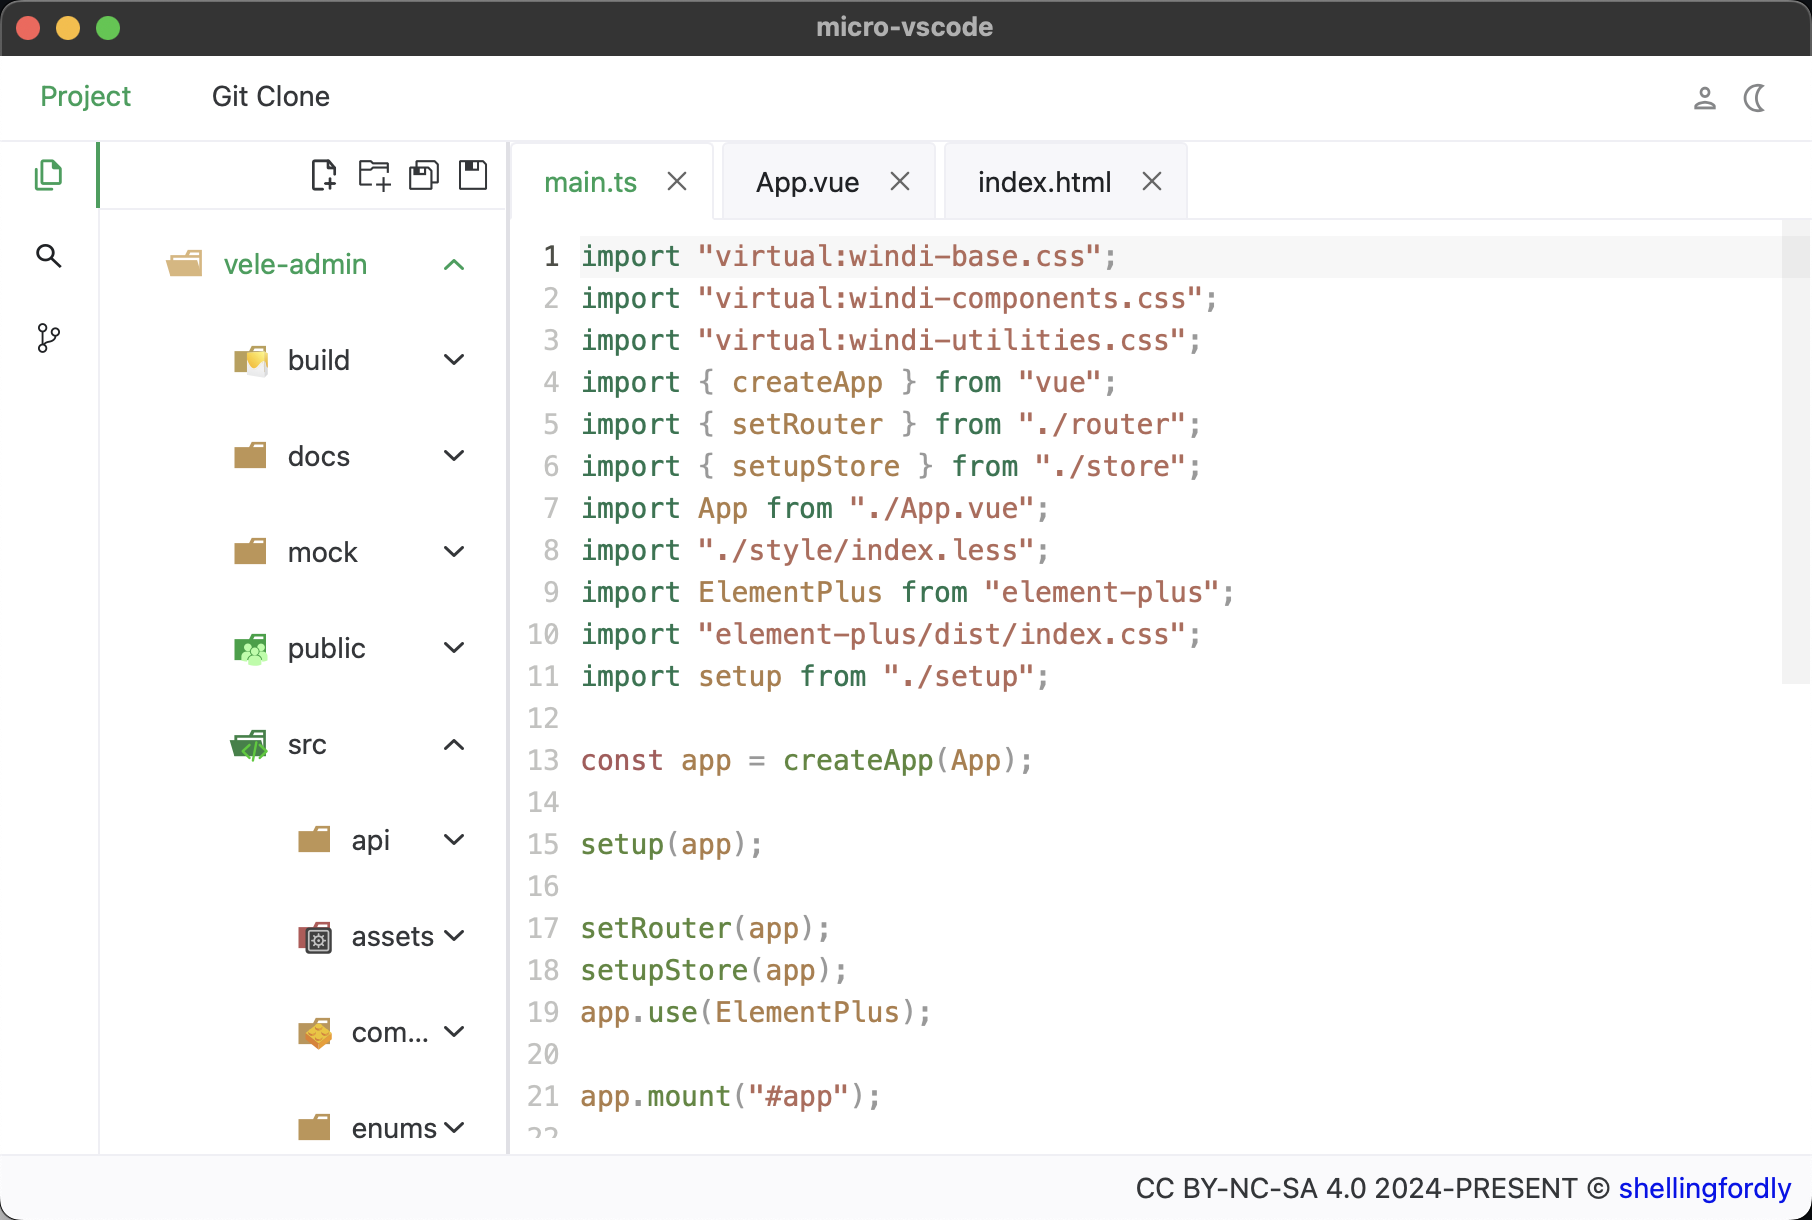 micro-vscode
Project Git Clone
main.ts App.vue index.html
vele-admin
build
docs
mock
public
src
api
assets
com...
enums
1 import "virtual:windi-base.css";
2 import "virtual:windi-components.css";
3 import "virtual:windi-utilities.css";
4 import { createApp } from "vue";
5 import { setRouter } from "./router";
6 import { setupStore } from "./store";
7 import App from "./App.vue";
8 import "./style/index.less";
9 import ElementPlus from "element-plus";
10 import "element-plus/dist/index.css";
11 import setup from "./setup";
12
13 const app = createApp(App);
14
15 setup(app);
16
17 setRouter(app);
18 setupStore(app);
19 app.use(ElementPlus);
20
21 app.mount("#app");
22
CC BY-NC-SA 4.0 2024-PRESENT © shellingfordly